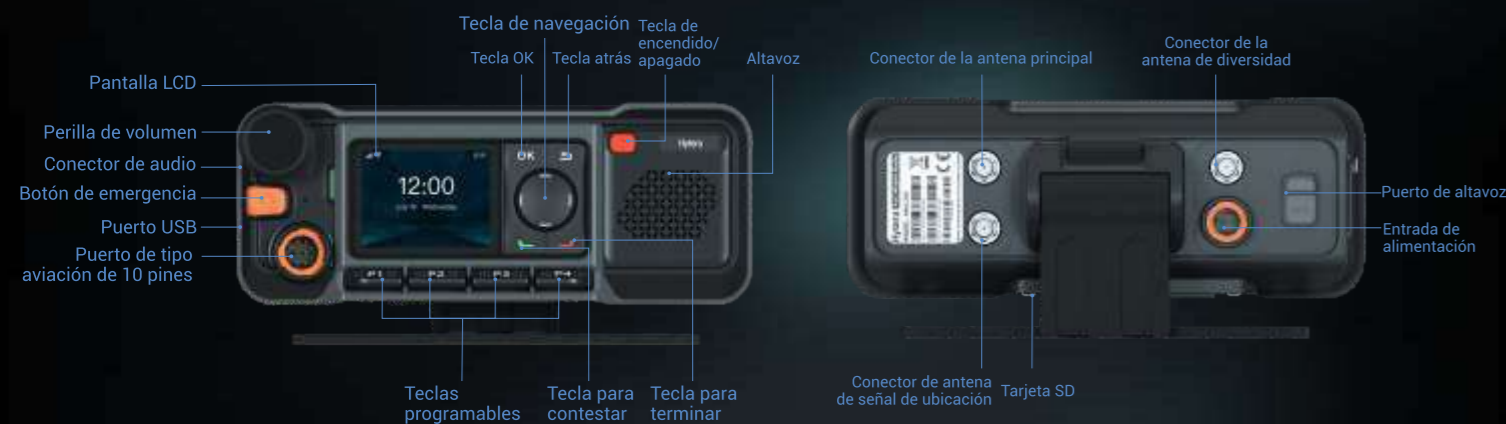 Tecla de navegación
Tecla de
encendido/
apagado
Tecla OK
Tecla atrás
Altavoz
Pantalla LCD
Perilla de volumen
Conector de audio
Botón de emergencia
Puerto USB
Puerto de tipo
aviación de 10 pines
OK
Hytera
12:00
P1
P2
P3
P4
Teclas
programables
Tecla para
contestar
Tecla para
terminar
Conector de la antena principal
Conector de la
antena de diversidad
Puerto de altavoz
Entrada de
alimentación
Conector de antena
de señal de ubicación
Tarjeta SD